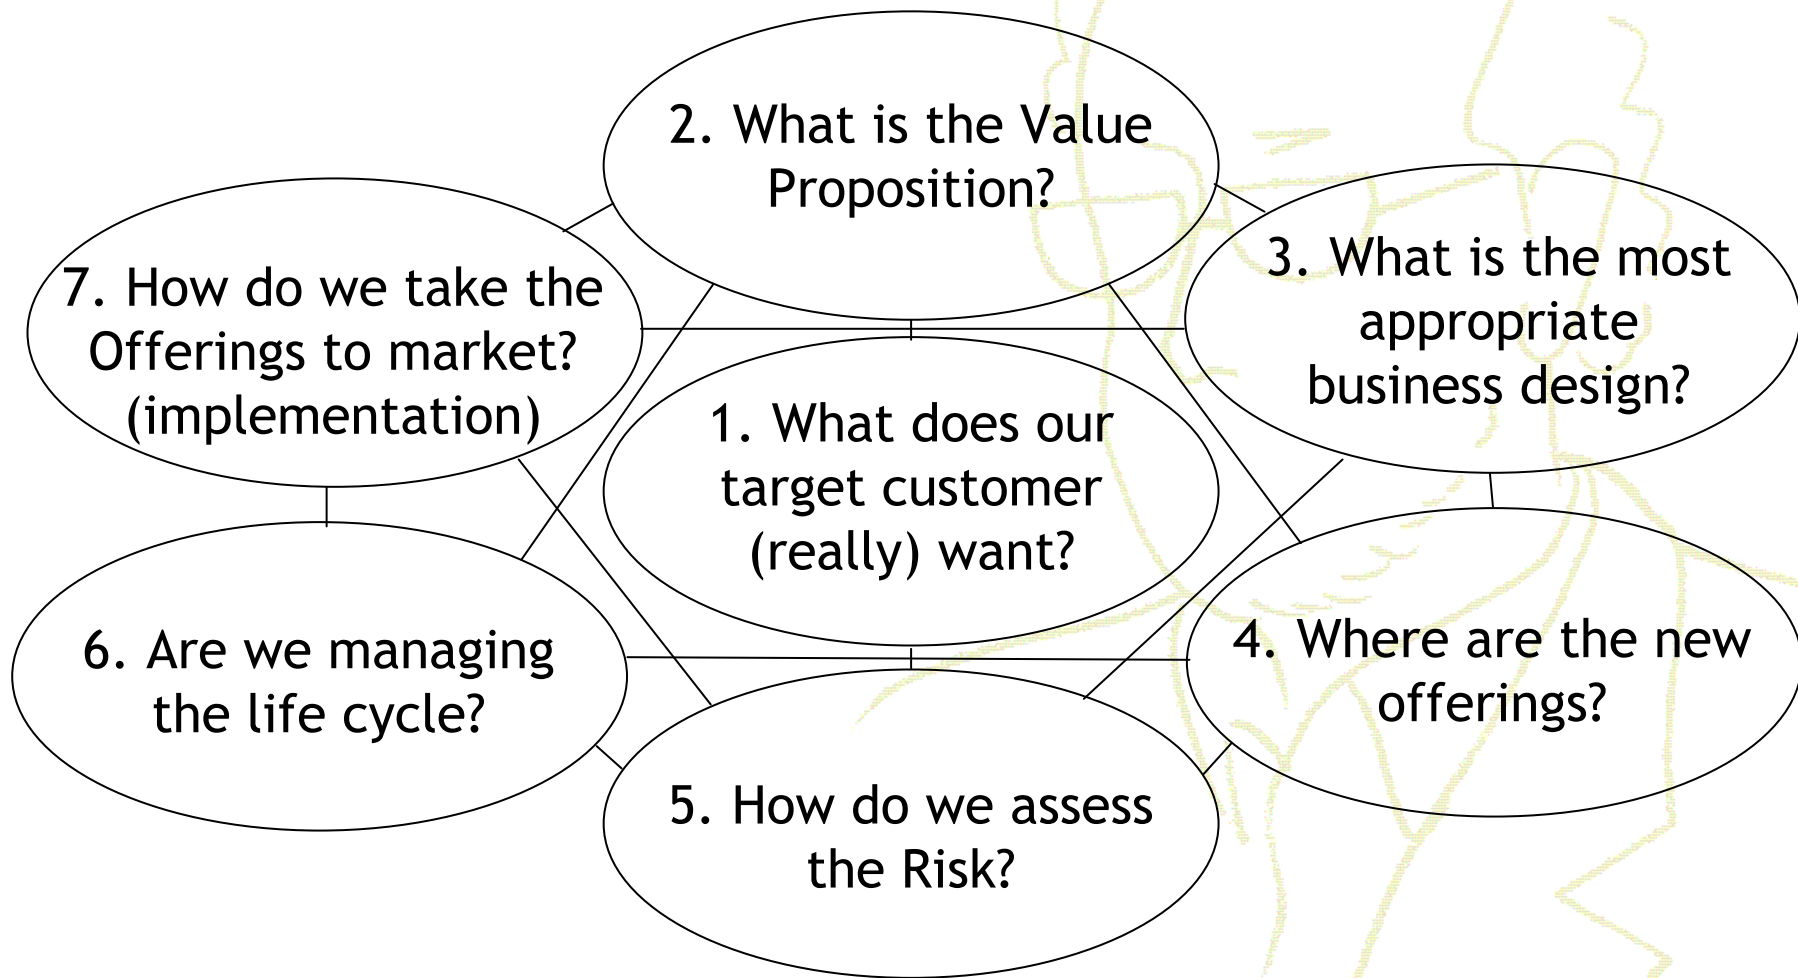 2. What is the Value
Proposition?
7. How do we take the
Offerings to market?
(implementation)
3. What is the most
appropriate
business design?
1. What does our
target customer
(really) want?
6. Are we managing
the life cycle?
4. Where are the new
offerings?
5. How do we assess
the Risk?